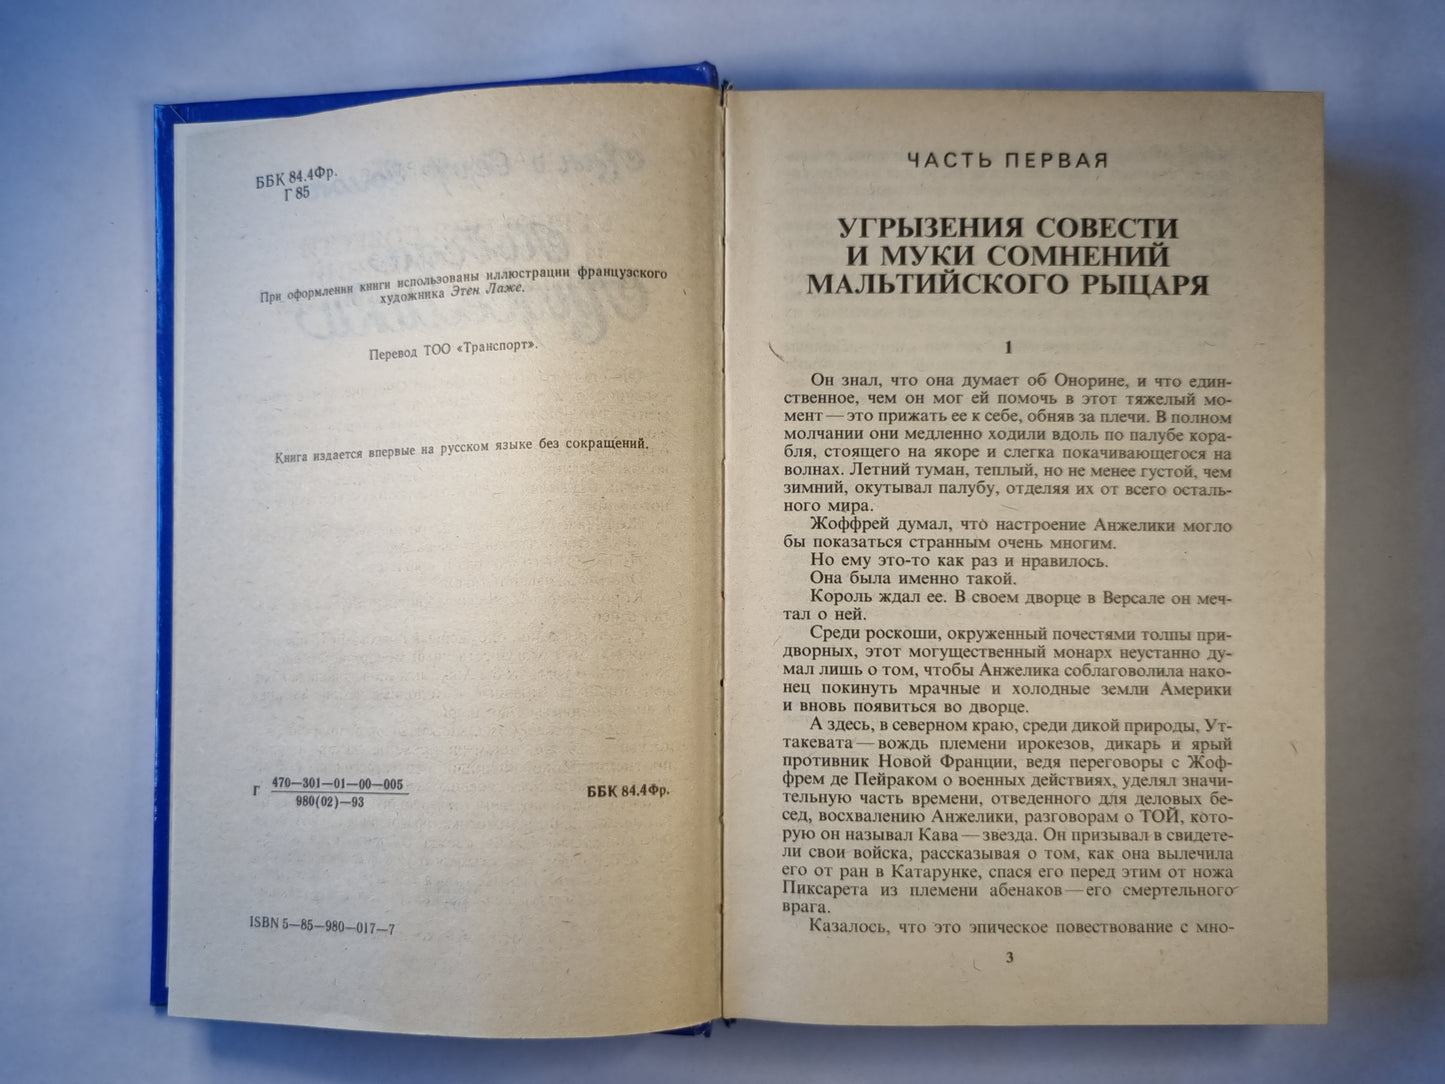 ББК 84.4Фр.
Г 85
При оформлении книги использованы иллюстрации французского
художника Этен Лаже.
Перевод ТОО «Транспорт».
Книга издается впервые на русском языке без сокращений.
Г 470—301—01—00—005
980(02)—93
ББК 84.4Фр.
ISBN 5—85—980—017—7
ЧАСТЬ ПЕРВАЯ
УГРЫЗЕНИЯ СОВЕСТИ
И МУКИ СОМНЕНИЙ
МАЛЬТИЙСКОГО РЫЦАРЯ
1
Он знал, что она думает об Онорине, и что един-
ственное, чем он мог ей помочь в этот тяжелый мо-
мент — это прижать ее к себе, обняв за плечи. В полном
молчании они медленно ходили вдоль по палубе кора-
бля, стоящего на якоре и слегка покачивающегося на
волнах. Летний туман, теплый, но не менее густой, чем
зимний, окутывал палубу, отделяя их от всего осталь-
ного мира.
Жоффрей думал, что настроение Анжелики могло
бы показаться странным очень многим.
Но ему это-то как раз и нравилось.
Она была именно такой.
Король ждал ее. В своем дворце в Версале он меч-
тал о ней.
Среди роскоши, окруженный почестями толпы при-
дворных, этот могущественный монарх неустанно ду-
мал лишь о том, чтобы Анжелика соблаговолила нако-
нец покинуть мрачные и холодные земли Америки
и вновь появиться во дворце.
А здесь, в северном краю, среди дикой природы, Ут-
такевата — вождь племени ирокезов, дикарь и ярый
противник Новой Франции, ведя переговоры с Жоф-
фрем де Пейраком о военных действиях, уделял значи-
тельную часть времени, отведенного для деловых бе-
сед, восхвалению Анжелики, разговорам о ТОЙ, кото-
рую он называл Кава — звезда. Он призывал в свидете-
ли свои войска, рассказывая о том, как она вылечила
его от ран в Катарунке, спася его перед этим от ножа
Пиксарета из племени абенаков — его смертельного
врага.
Казалось, что это эпическое повествование с мно-
3